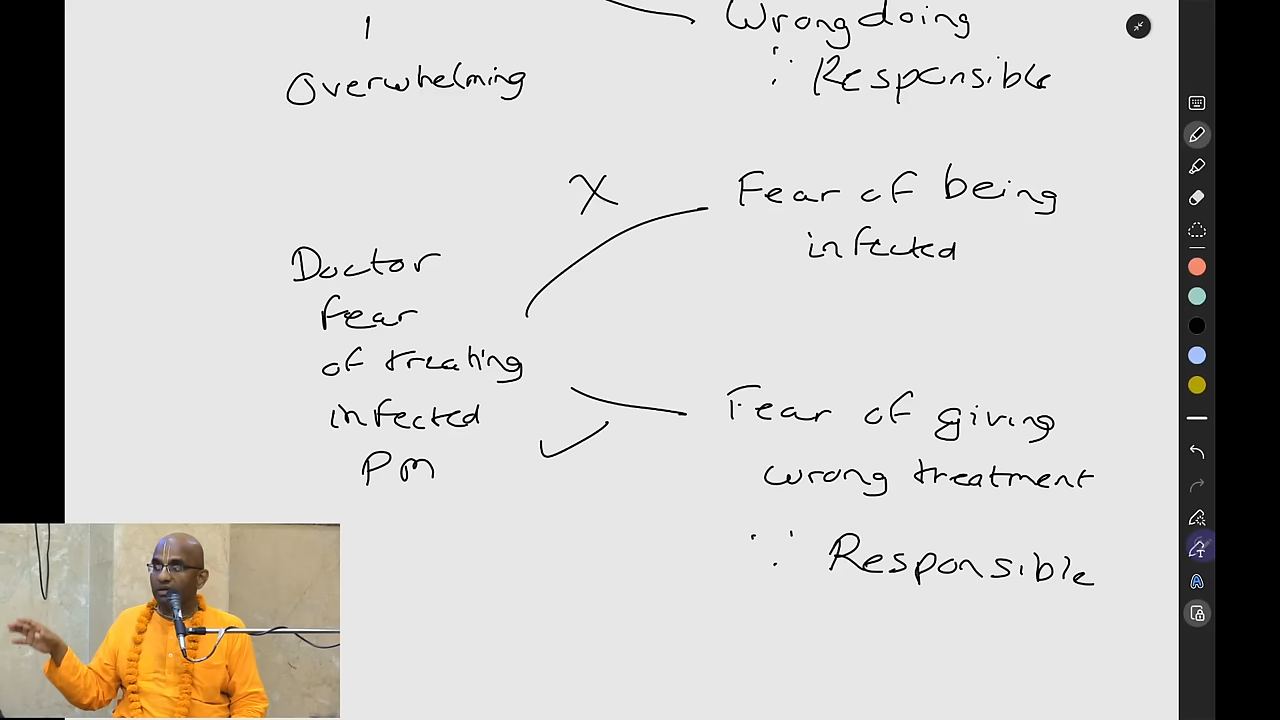 Wrongdoing
Overwhelming
∴ Responsible
X
Fear of being
infected
Doctor
fear
of treating
infected
PM
Fear of giving
wrong treatment
∴ Responsible
A